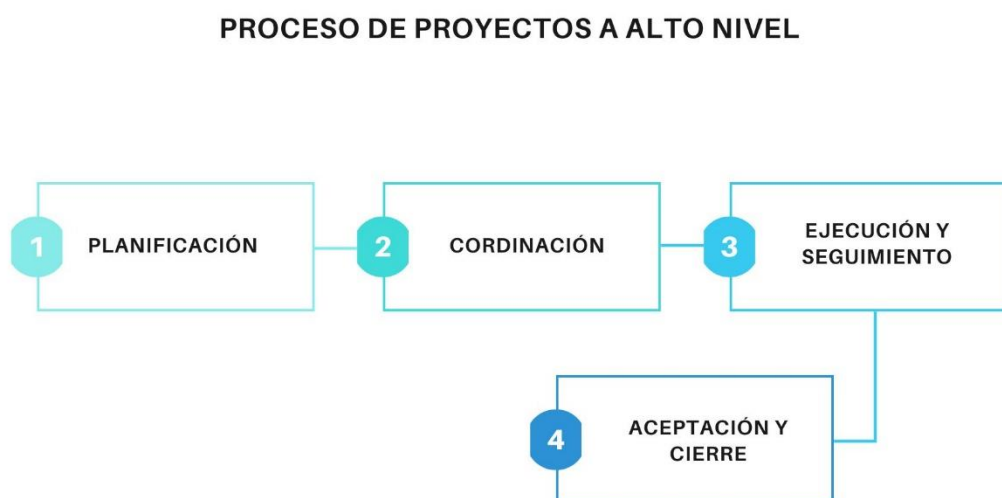 PROCESO DE PROYECTOS A ALTO NIVEL
1
PLANIFICACIÓN
2
CORDINACIÓN
3
EJECUCIÓN Y
SEGUIMIENTO
4
ACEPTACIÓN Y
CIERRE